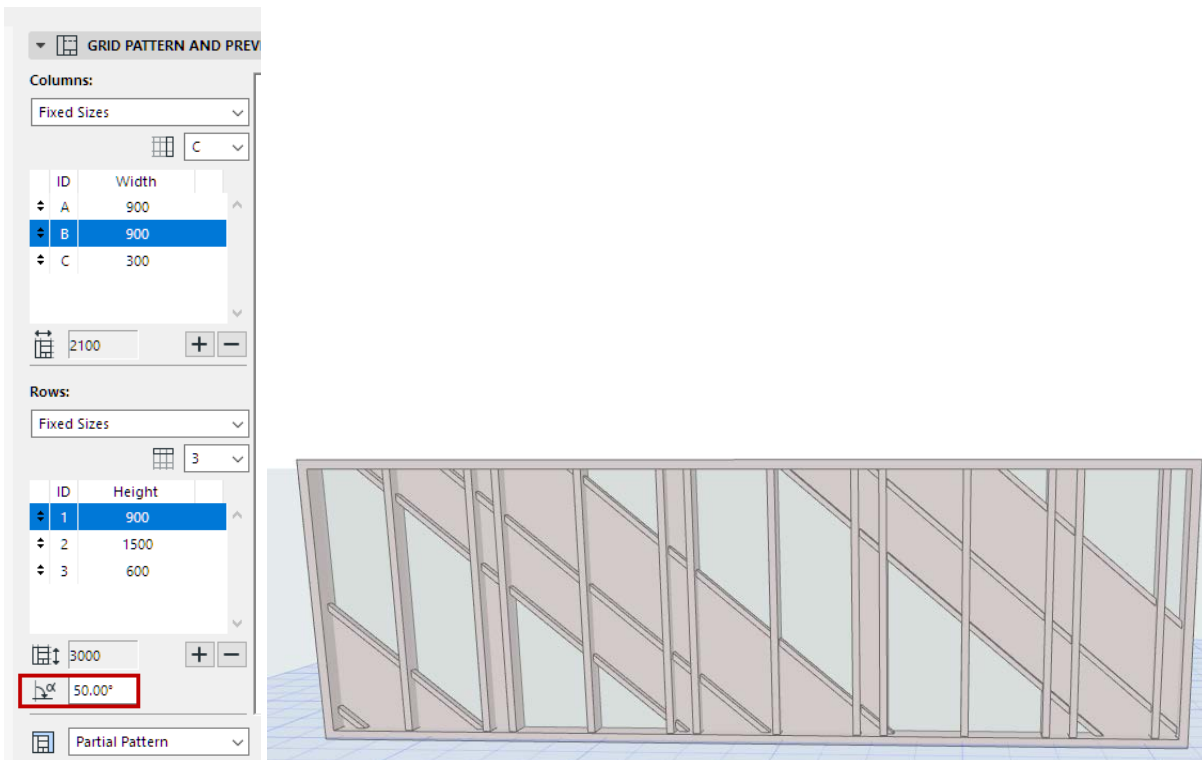 GRID PATTERN AND PREV
Columns:
Fixed Sizes
C
ID Width
A 900
B 900
C 300
2100
Rows:
Fixed Sizes
3
ID Height
1 900
2 1500
3 600
3000
α 50.00°
Partial Pattern